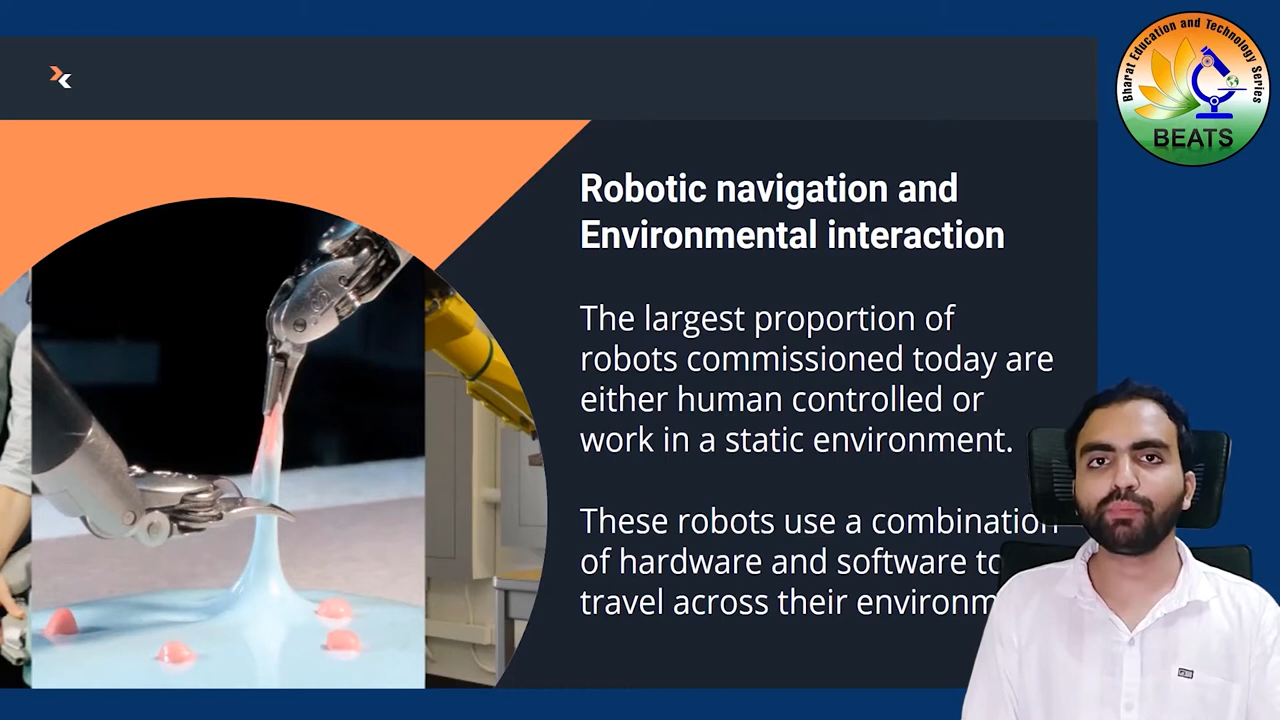 Bharat Education and Technology Series
BEATS
Robotic navigation and
Environmental interaction
The largest proportion of
robots commissioned today are
either human controlled or
work in a static environment.
These robots use a combination
of hardware and software to
travel across their